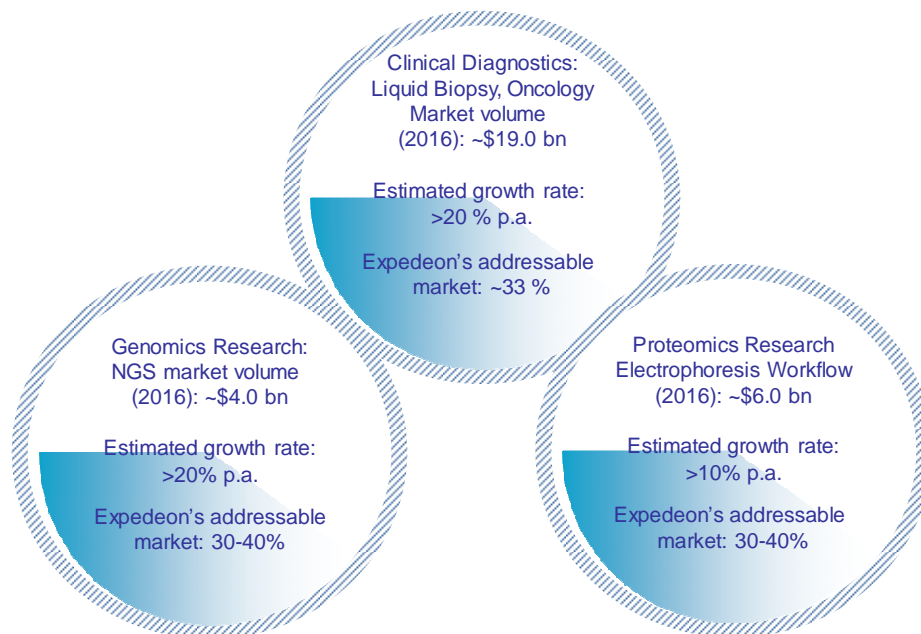 Clinical Diagnostics:
Liquid Biopsy, Oncology
Market volume
(2016): ~$19.0 bn
Estimated growth rate:
>20 % p.a.
Expedeon’s addressable
market: ~33 %
Genomics Research:
NGS market volume
(2016): ~$4.0 bn
Estimated growth rate:
>20% p.a.
Expedeon’s addressable
market: 30-40%
Proteomics Research
Electrophoresis Workflow
(2016): ~$6.0 bn
Estimated growth rate:
>10% p.a.
Expedeon’s addressable
market: 30-40%